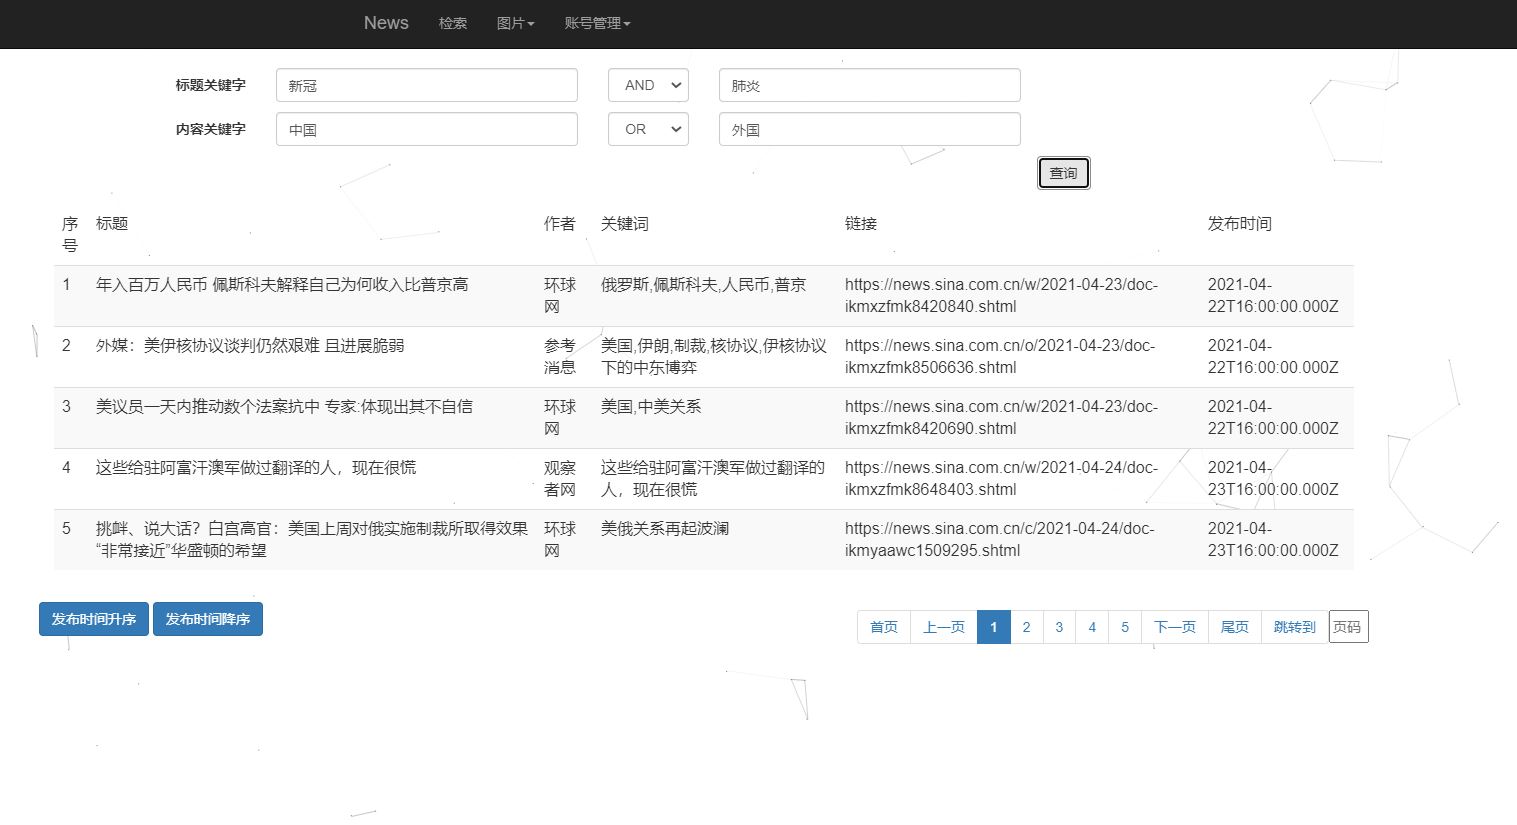 News 检索 图片 账号管理
标题关键字 新冠 AND 肺炎
内容关键字 中国 OR 外国
查询
序号 标题 作者 关键词 链接 发布时间
1 年入百万人民币 佩斯科夫解释自己为何收入比普京高 环球网 俄罗斯,佩斯科夫,人民币,普京 https://news.sina.com.cn/w/2021-04-23/doc-ikmxzfmk8420840.shtml 2021-04-22T16:00:00.000Z
2 外媒：美伊核协议谈判仍然艰难 且进展脆弱 参考消息 美国,伊朗,制裁,核协议,伊核协议下的中东博弈 https://news.sina.com.cn/o/2021-04-23/doc-ikmxzfmk8506636.shtml 2021-04-22T16:00:00.000Z
3 美议员一天内推动数个法案抗中 专家:体现出其不自信 环球网 美国,中美关系 https://news.sina.com.cn/w/2021-04-23/doc-ikmxzfmk8420690.shtml 2021-04-22T16:00:00.000Z
4 这些给驻阿富汗澳军做过翻译的人，现在很慌 观察者网 这些给驻阿富汗澳军做过翻译的人，现在很慌 https://news.sina.com.cn/w/2021-04-24/doc-ikmxzfmk8648403.shtml 2021-04-23T16:00:00.000Z
5 挑衅、说大话？白宫高官：美国上周对俄实施制裁所取得效果“非常接近”华盛顿的希望 环球网 美俄关系再起波澜 https://news.sina.com.cn/c/2021-04-24/doc-ikmyaawc1509295.shtml 2021-04-23T16:00:00.000Z
发布时间升序 发布时间降序 首页 上一页 1 2 3 4 5 下一页 尾页 跳转到 页码